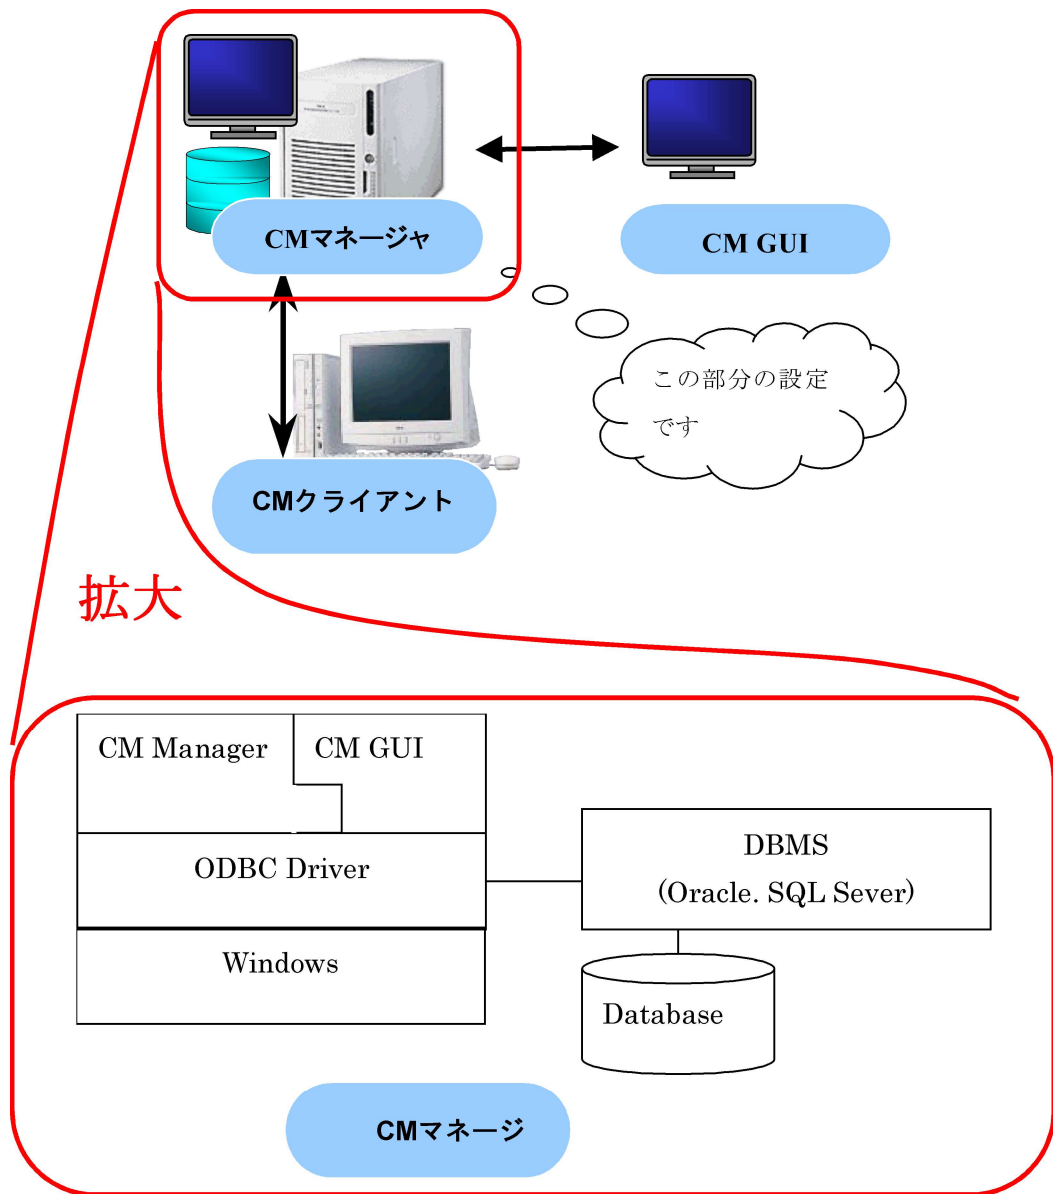 CMマネージャ
CM GUI
この部分の設定
です
CMクライアント
拡大
CM Manager
CM GUI
ODBC Driver
Windows
DBMS
(Oracle. SQL Sever)
Database
CMマネージ